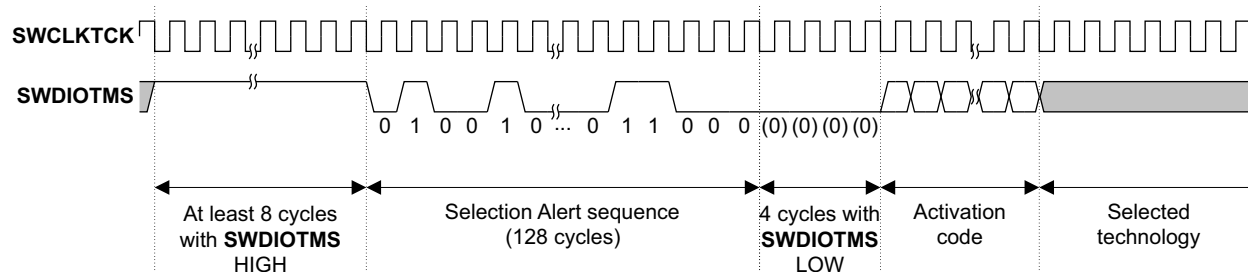 SWCLKTCK
SWDIOTMS
0 1 0 0 1 0 ... 0 1 1 0 0 0 (0) (0) (0) (0)
At least 8 cycles
with SWDIOTMS
HIGH
Selection Alert sequence
(128 cycles)
4 cycles with
SWDIOTMS
LOW
Activation
code
Selected
technology